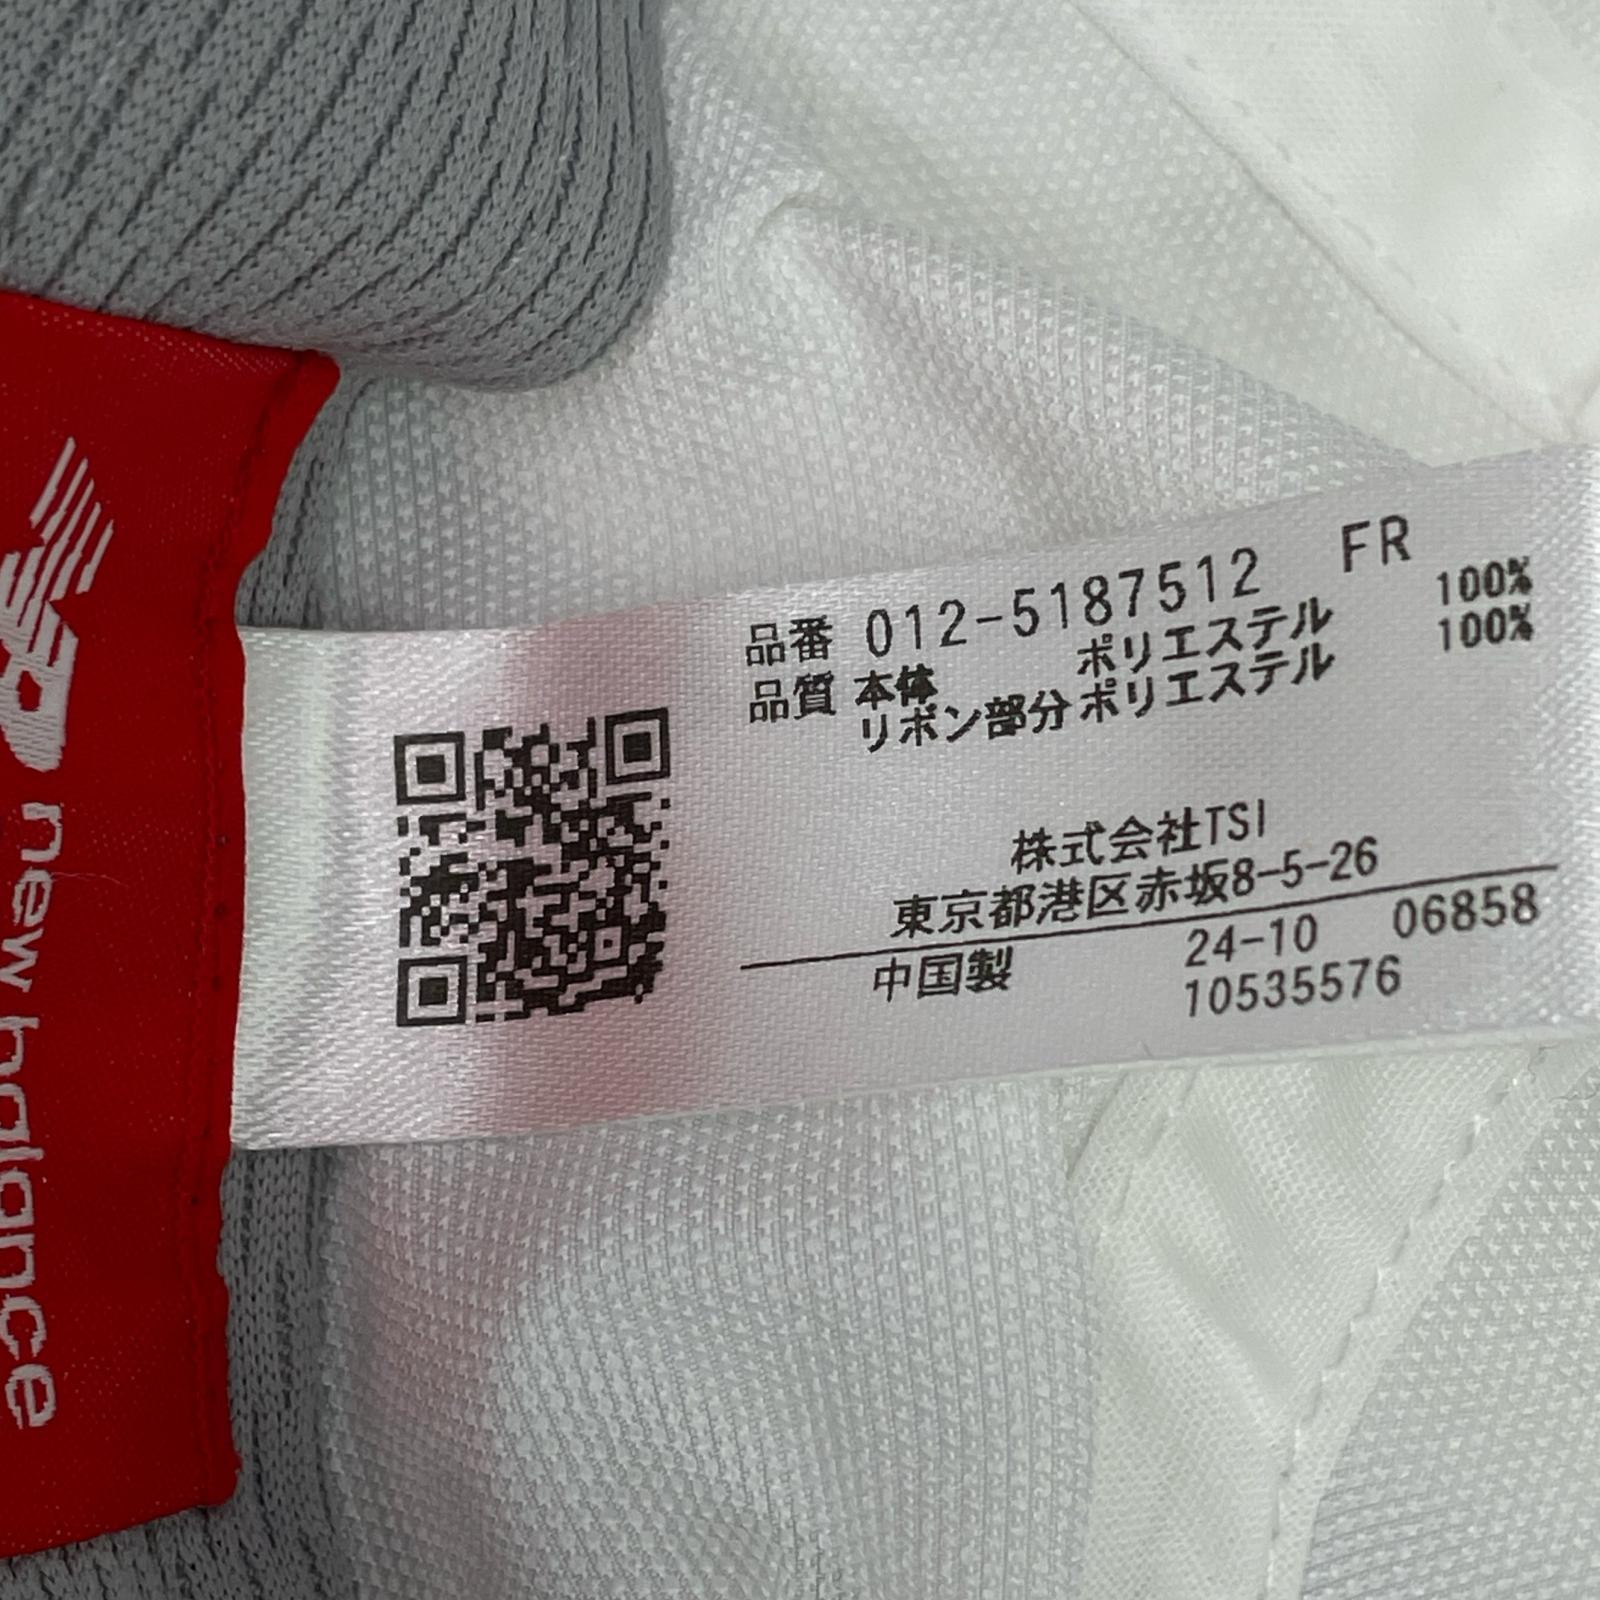 new balance
品番 012-5187512 FR
品質 本体 ポリエステル 100%
リボン部分 ポリエステル 100%
株式会社TSI
東京都港区赤坂8-5-26
中国製 24-10 06858
10535576